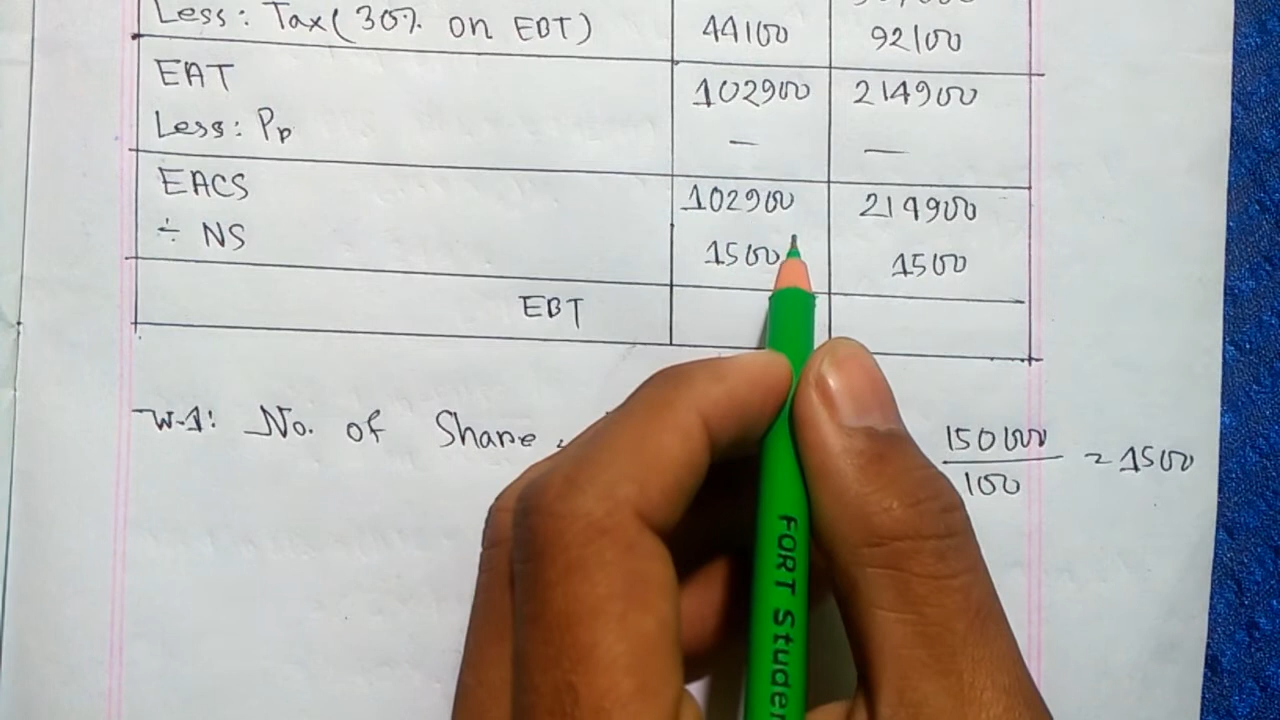 Less: Tax (30% on EBT) 44100 92100
EAT 102900 214900
Less: Pp — —
EACS 102900 214900
÷ NS 1500 1500
EBT
W-1: No. of Share 150000/100 = 1500
FORT Studen